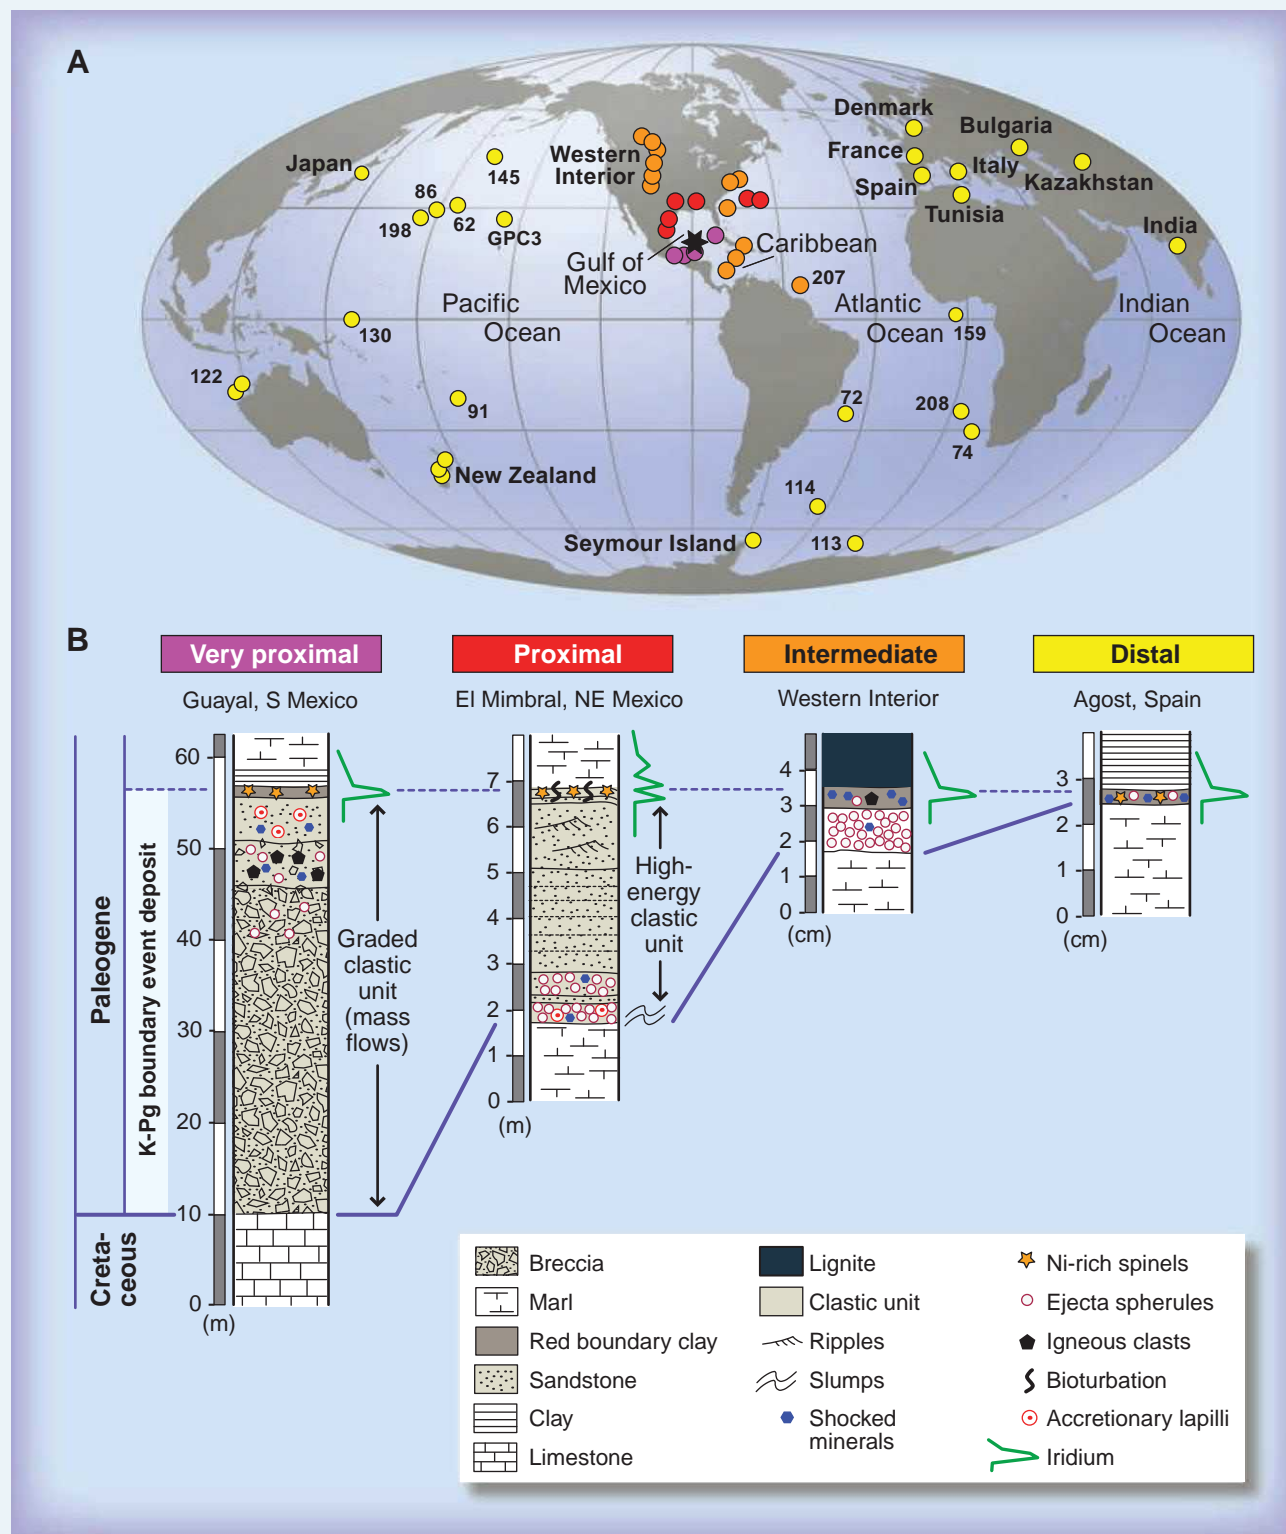 A
Denmark
Bulgaria
France
Western
Interior
Japan
145
Italy
Kazakhstan
Spain
86
Tunisia
62
198
GPC3
India
Caribbean
Gulf of
Mexico
207
Pacific
Ocean
Atlantic
Ocean
159
Indian
Ocean
130
122
91
72
208
74
New Zealand
114
Seymour Island
113
B
Very proximal
Proximal
Intermediate
Distal
Guayal, S Mexico
El Mimbral, NE Mexico
Western Interior
Agost, Spain
Paleogene
K-Pg boundary event deposit
Creta-
ceous
60
50
40
30
20
10
0
(m)
Graded
clastic
unit
(mass
flows)
7
6
5
4
3
2
1
0
(m)
High-
energy
clastic
unit
4
3
2
1
0
(cm)
3
2
1
0
(cm)
Breccia
Marl
Red boundary clay
Sandstone
Clay
Limestone
Lignite
Clastic unit
Ripples
Slumps
Shocked
minerals
Ni-rich spinels
Ejecta spherules
Igneous clasts
Bioturbation
Accretionary lapilli
Iridium